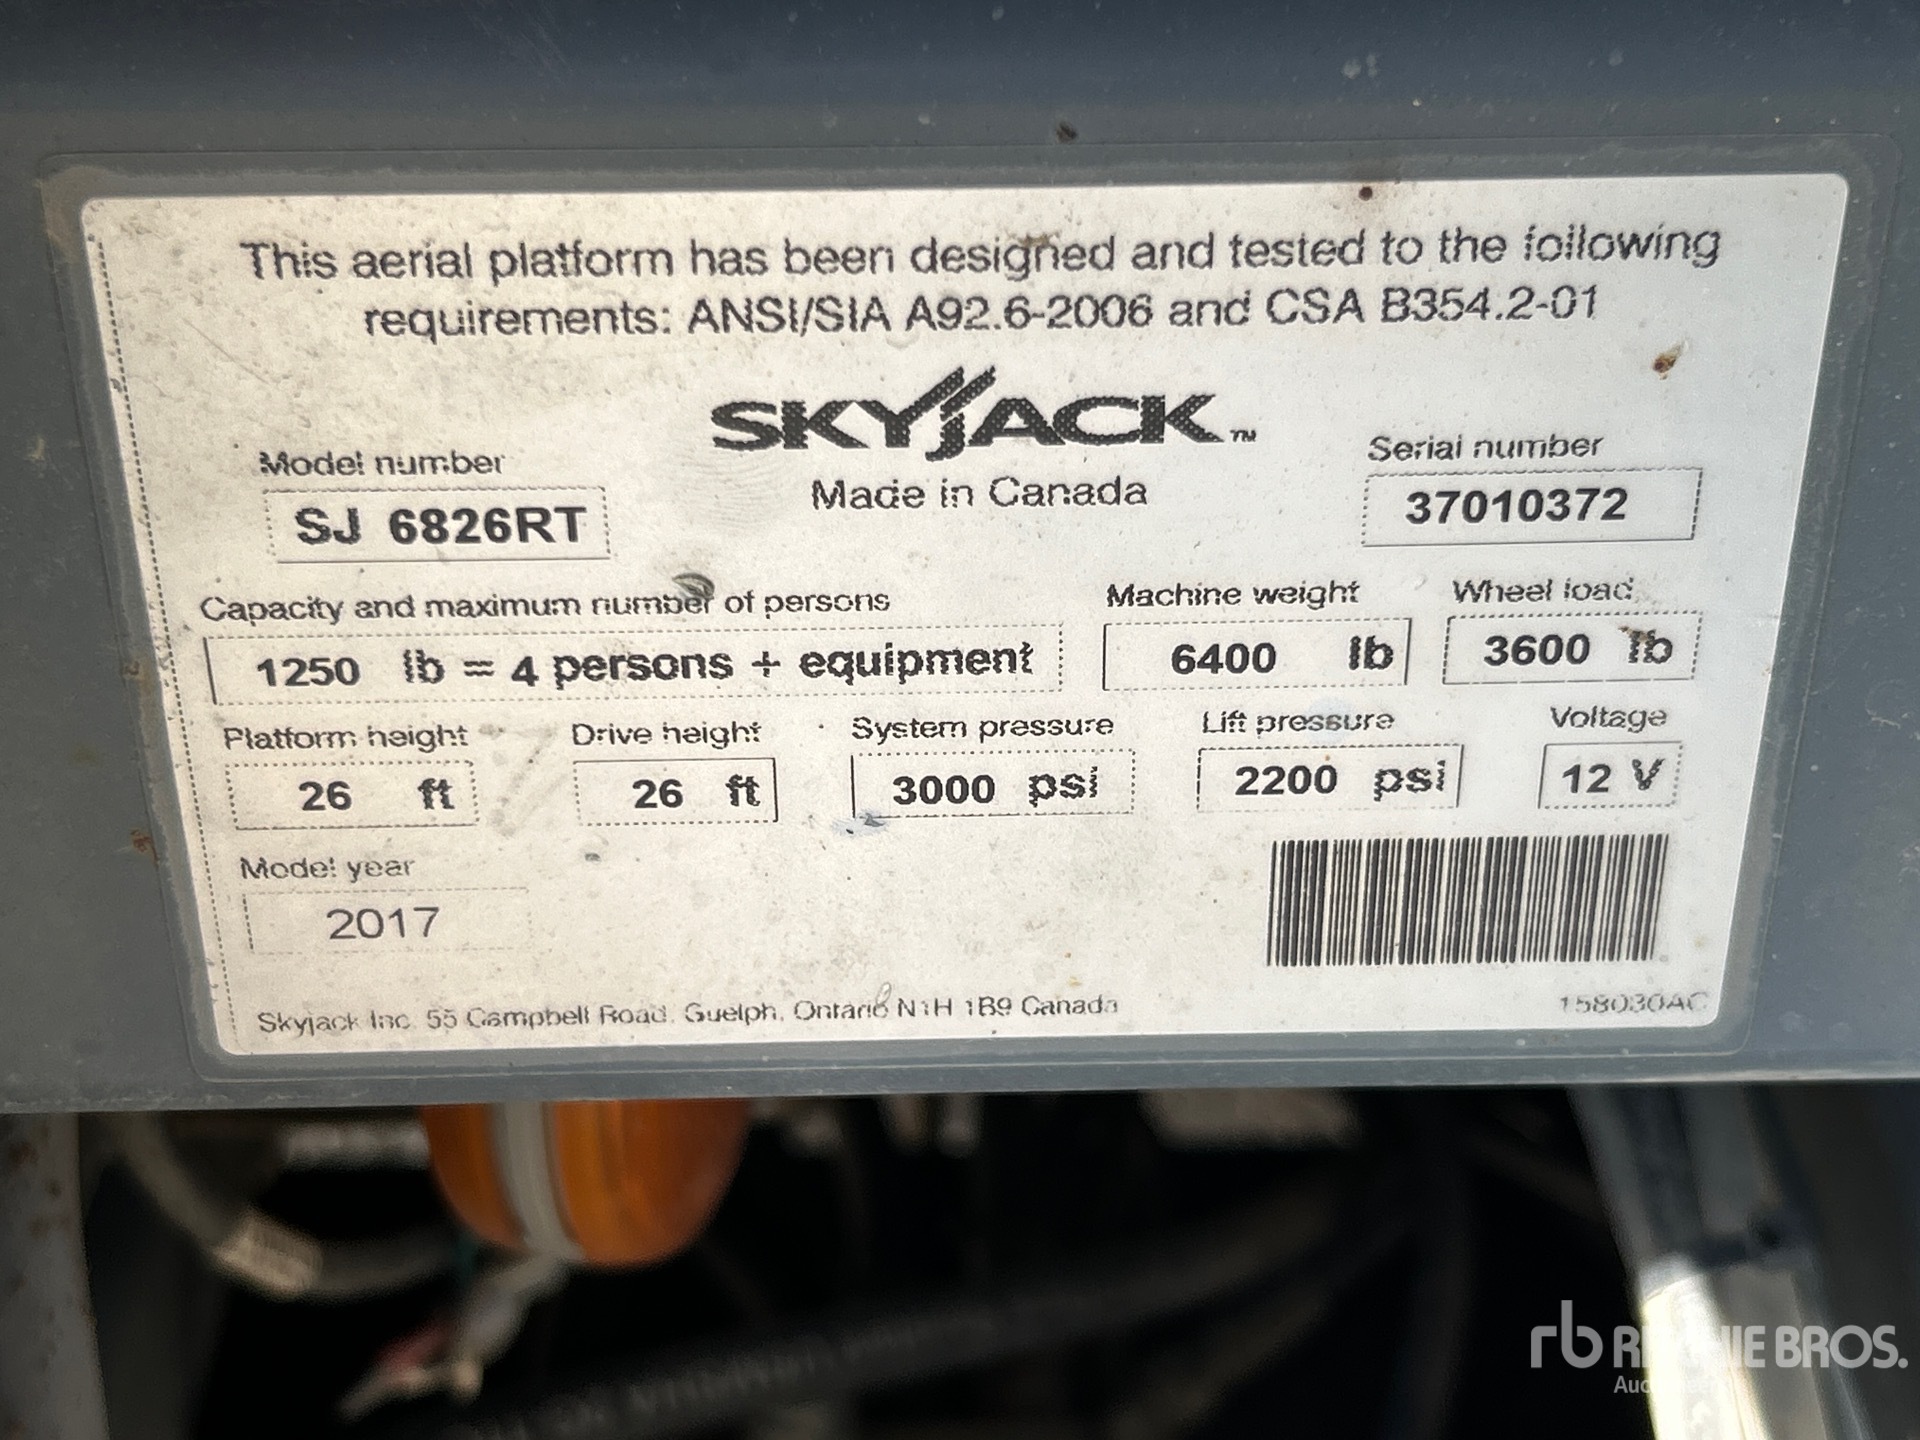 This aerial platform has been designed and tested to the following
requirements: ANSI/SIA A92.6-2006 and CSA B354.2-01
SKYJACK™
Made in Canada
Model number
SJ 6826RT
Serial number
37010372
Capacity and maximum number of persons
1250 lb = 4 persons + equipment
Machine weight
6400 lb
Wheel load
3600 lb
Platform height
26 ft
Drive height
26 ft
System pressure
3000 psi
Lift pressure
2200 psi
Voltage
12 V
Model year
2017
Skyjack Inc. 55 Campbell Road, Guelph, Ontario N1H 1B9 Canada
158030AC
rb RITCHIE BROS.
Auctioneers